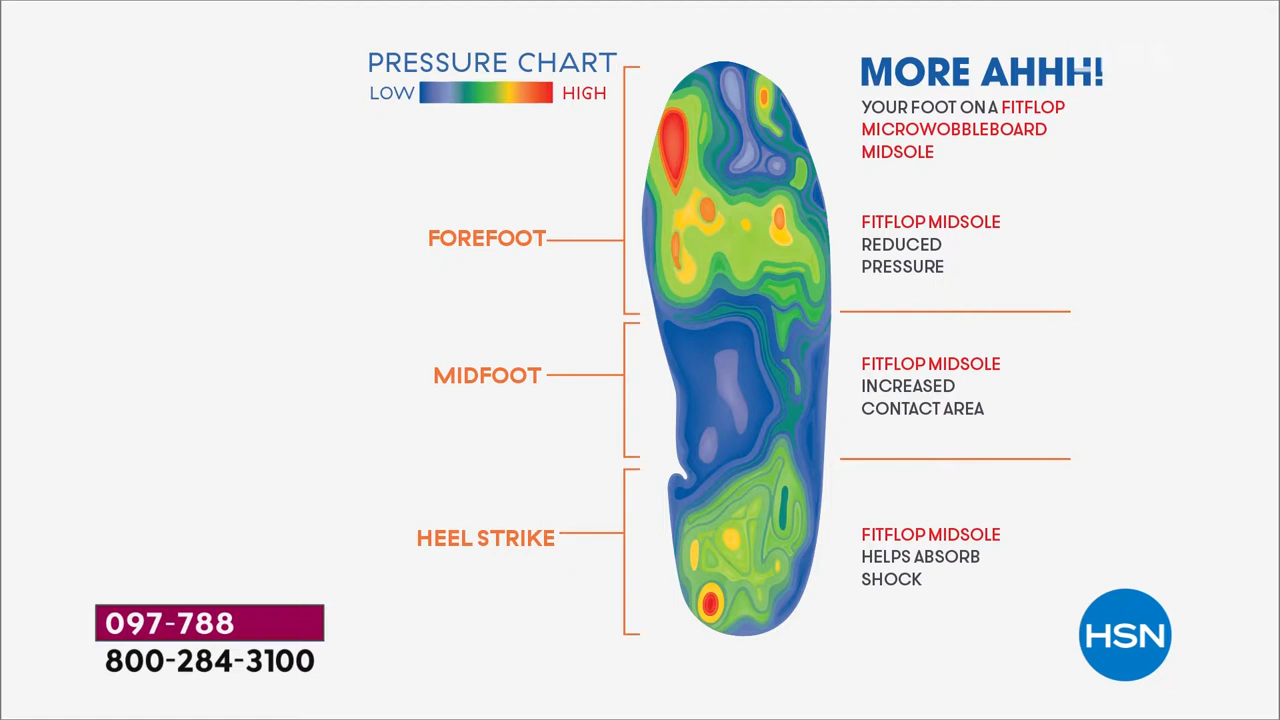 PRESSURE CHART
LOW HIGH
FOREFOOT
MIDFOOT
HEEL STRIKE
MORE AHHH!
YOUR FOOT ON A FITFLOP
MICROWOBBLEBOARD
MIDSOLE
FITFLOP MIDSOLE
REDUCED
PRESSURE
FITFLOP MIDSOLE
INCREASED
CONTACT AREA
FITFLOP MIDSOLE
HELPS ABSORB
SHOCK
097-788
800-284-3100
HSN